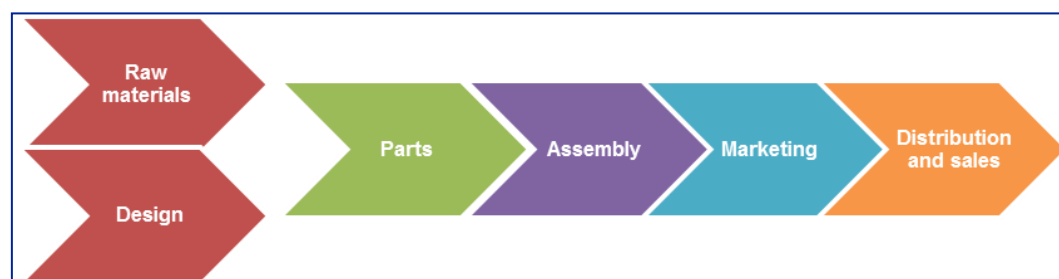 Raw
materials
Design
Parts
Assembly
Marketing
Distribution
and sales